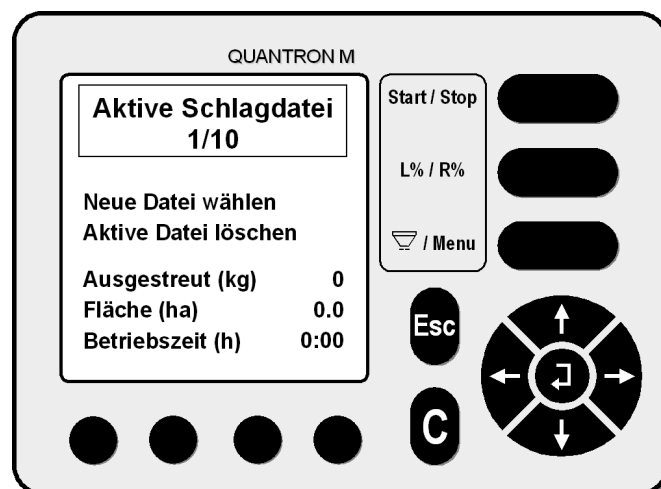 QUANTRON M
Aktive Schlagdatei
1/10
Neue Datei wählen
Aktive Datei löschen
Ausgestreut (kg) 0
Fläche (ha) 0.0
Betriebszeit (h) 0:00
Start / Stop
L% / R%
/ Menu
Esc
C